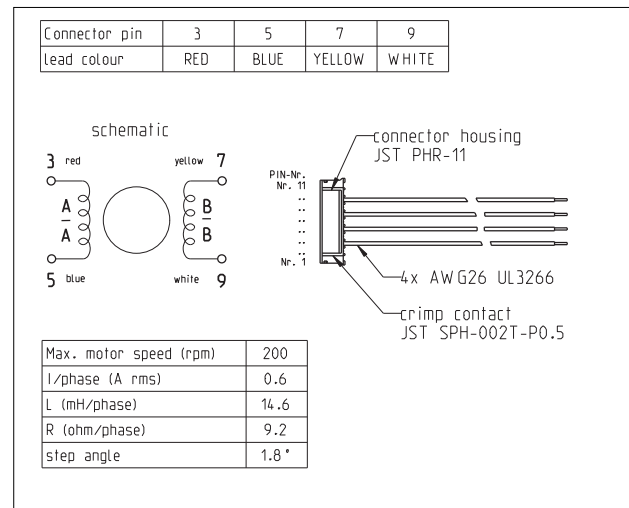 Connector pin 3 5 7 9
lead colour RED BLUE YELLOW WHITE
schematic
3 red
yellow 7
A
A
B
B
5 blue
white 9
connector housing
JST PHR-11
PIN-Nr.
Nr. 11
..
..
..
..
..
..
Nr. 1
4x AWG26 UL3266
crimp contact
JST SPH-002T-P0.5
Max. motor speed (rpm) 200
I/phase (A rms) 0.6
L (mH/phase) 14.6
R (ohm/phase) 9.2
step angle 1.8°